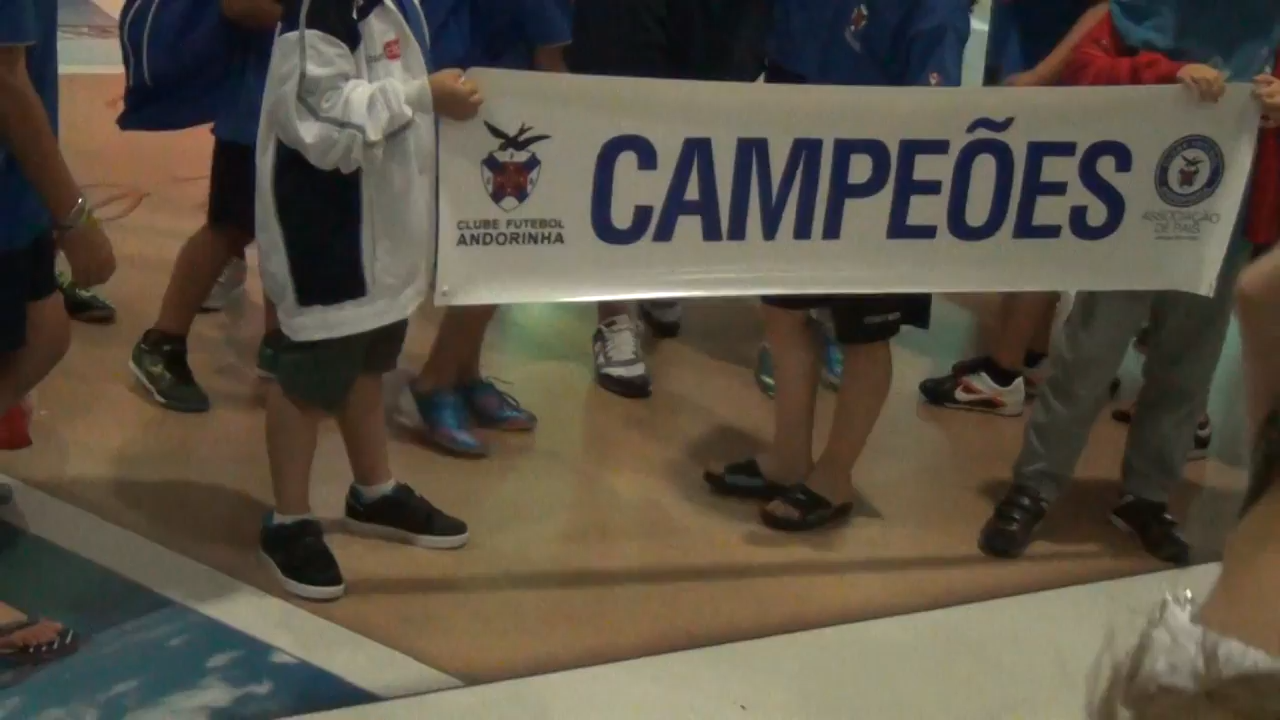 CLUBE FUTEBOL
ANDORINHA
CAMPEÕES
ASSOCIAÇÃO
DE PAIS